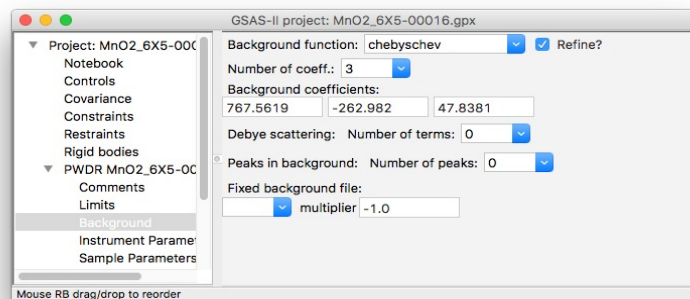 GSAS-II project: MnO2_6X5-00016.gpx
Project: MnO2_6X5-000
Notebook
Controls
Covariance
Constraints
Restraints
Rigid bodies
PWDR MnO2_6X5-00
Comments
Limits
Background
Instrument Paramet
Sample Parameters
Background function: chebyschev Refine?
Number of coeff.: 3
Background coefficients:
767.5619 -262.982 47.8381
Debye scattering: Number of terms: 0
Peaks in background: Number of peaks: 0
Fixed background file:
multiplier -1.0
Mouse RB drag/drop to reorder